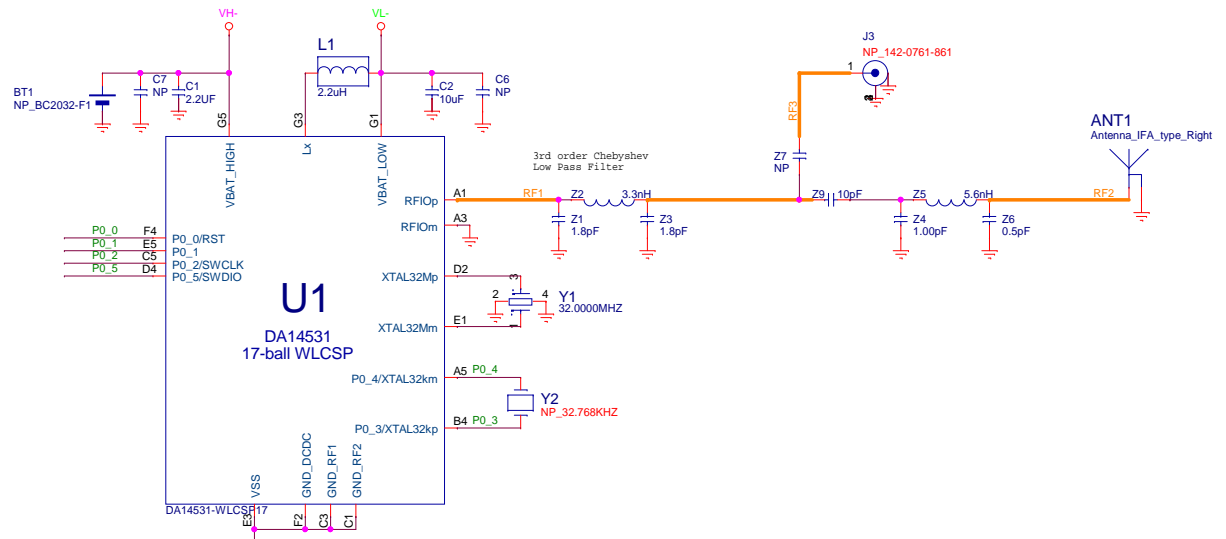 VH-
VL-
J3
NP_142-0761-861
1
L1
2.2uH
BT1
NP_BC2032-F1
C7
NP
C1
2.2UF
C2
10uF
C6
NP
G5
G3
G1
VBAT_HIGH
Lx
VBAT_LOW
RF3
Z7
NP
ANT1
Antenna_IFA_type_Right
3rd order Chebyshev
Low Pass Filter
RFIOp
A1
RF1
Z2
3.3nH
Z9
10pF
Z5
5.6nH
RF2
Z1
1.8pF
Z3
1.8pF
Z4
1.00pF
Z6
0.5pF
RFIOm
A3
P0_0
F4
P0_0/RST
P0_1
E5
P0_1
P0_2
C5
P0_2/SWCLK
P0_5
D4
P0_5/SWDIO
XTAL32Mp
D2
3
2
4
Y1
32.0000MHZ
1
XTAL32Mm
E1
U1
DA14531
17-ball WLCSP
P0_4/XTAL32km
A5
P0_4
Y2
NP_32.768KHZ
P0_3/XTAL32kp
B4
P0_3
VSS
GND_DCDC
GND_RF1
GND_RF2
DA14531-WLCSP17
E3
F2
C3
C1